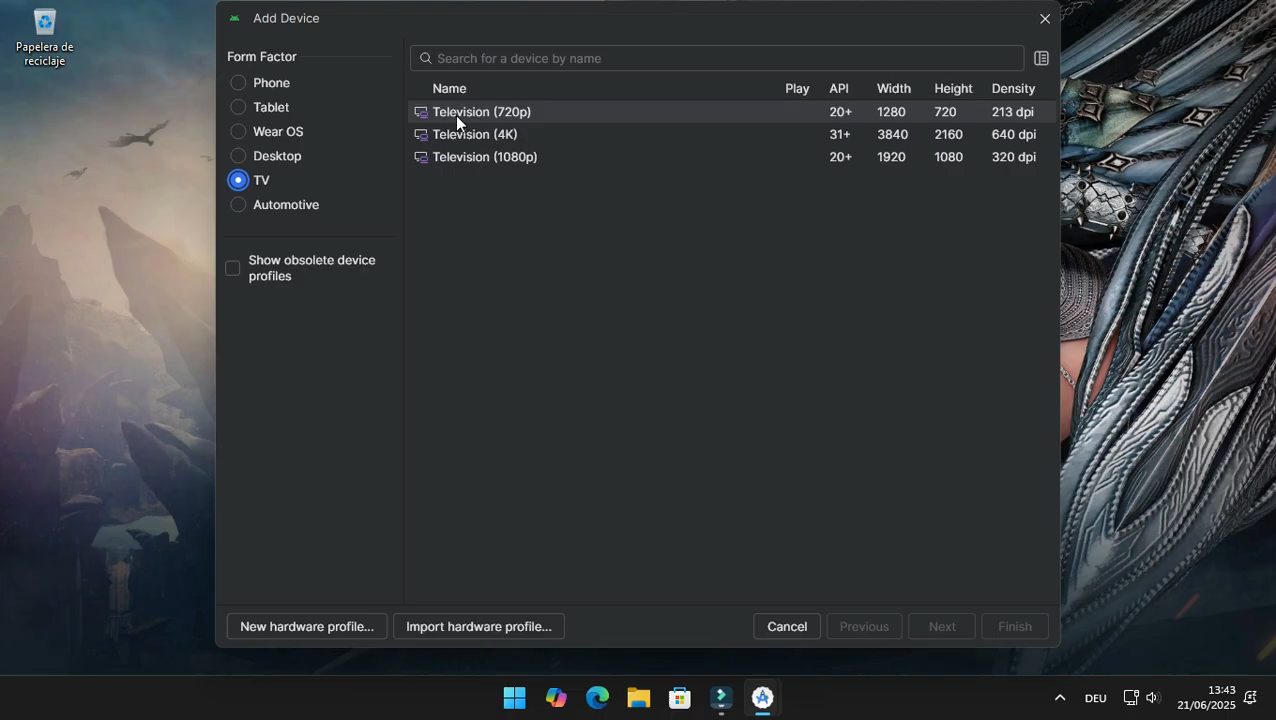 Papelera de
reciclaje
Add Device
Form Factor
Phone
Tablet
Wear OS
Desktop
TV
Automotive
Show obsolete device
profiles
Search for a device by name
Name Play API Width Height Density
Television (720p) 20+ 1280 720 213 dpi
Television (4K) 31+ 3840 2160 640 dpi
Television (1080p) 20+ 1920 1080 320 dpi
New hardware profile... Import hardware profile... Cancel Previous Next Finish
DEU
13:43
21/06/2025